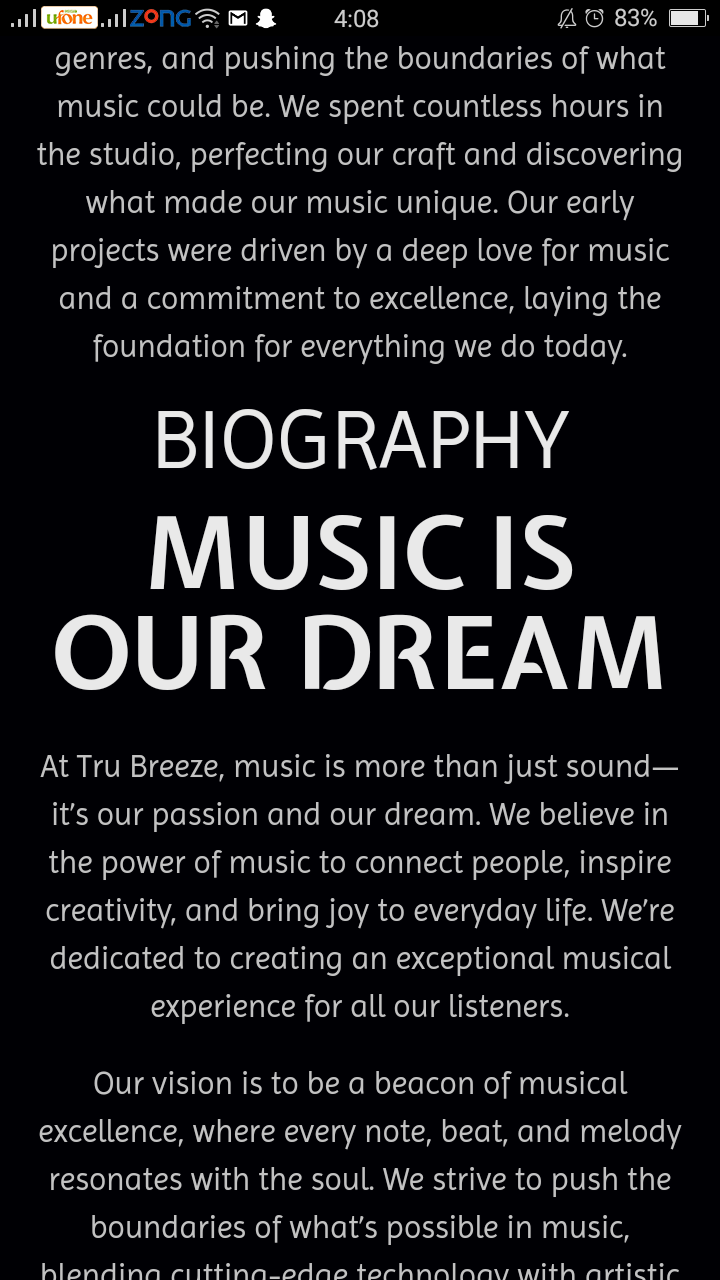 ufone ZONG 4:08 83%
genres, and pushing the boundaries of what
music could be. We spent countless hours in
the studio, perfecting our craft and discovering
what made our music unique. Our early
projects were driven by a deep love for music
and a commitment to excellence, laying the
foundation for everything we do today.
BIOGRAPHY
MUSIC IS
OUR DREAM
At Tru Breeze, music is more than just sound—
it’s our passion and our dream. We believe in
the power of music to connect people, inspire
creativity, and bring joy to everyday life. We’re
dedicated to creating an exceptional musical
experience for all our listeners.
Our vision is to be a beacon of musical
excellence, where every note, beat, and melody
resonates with the soul. We strive to push the
boundaries of what’s possible in music,
blending cutting-edge technology with artistic